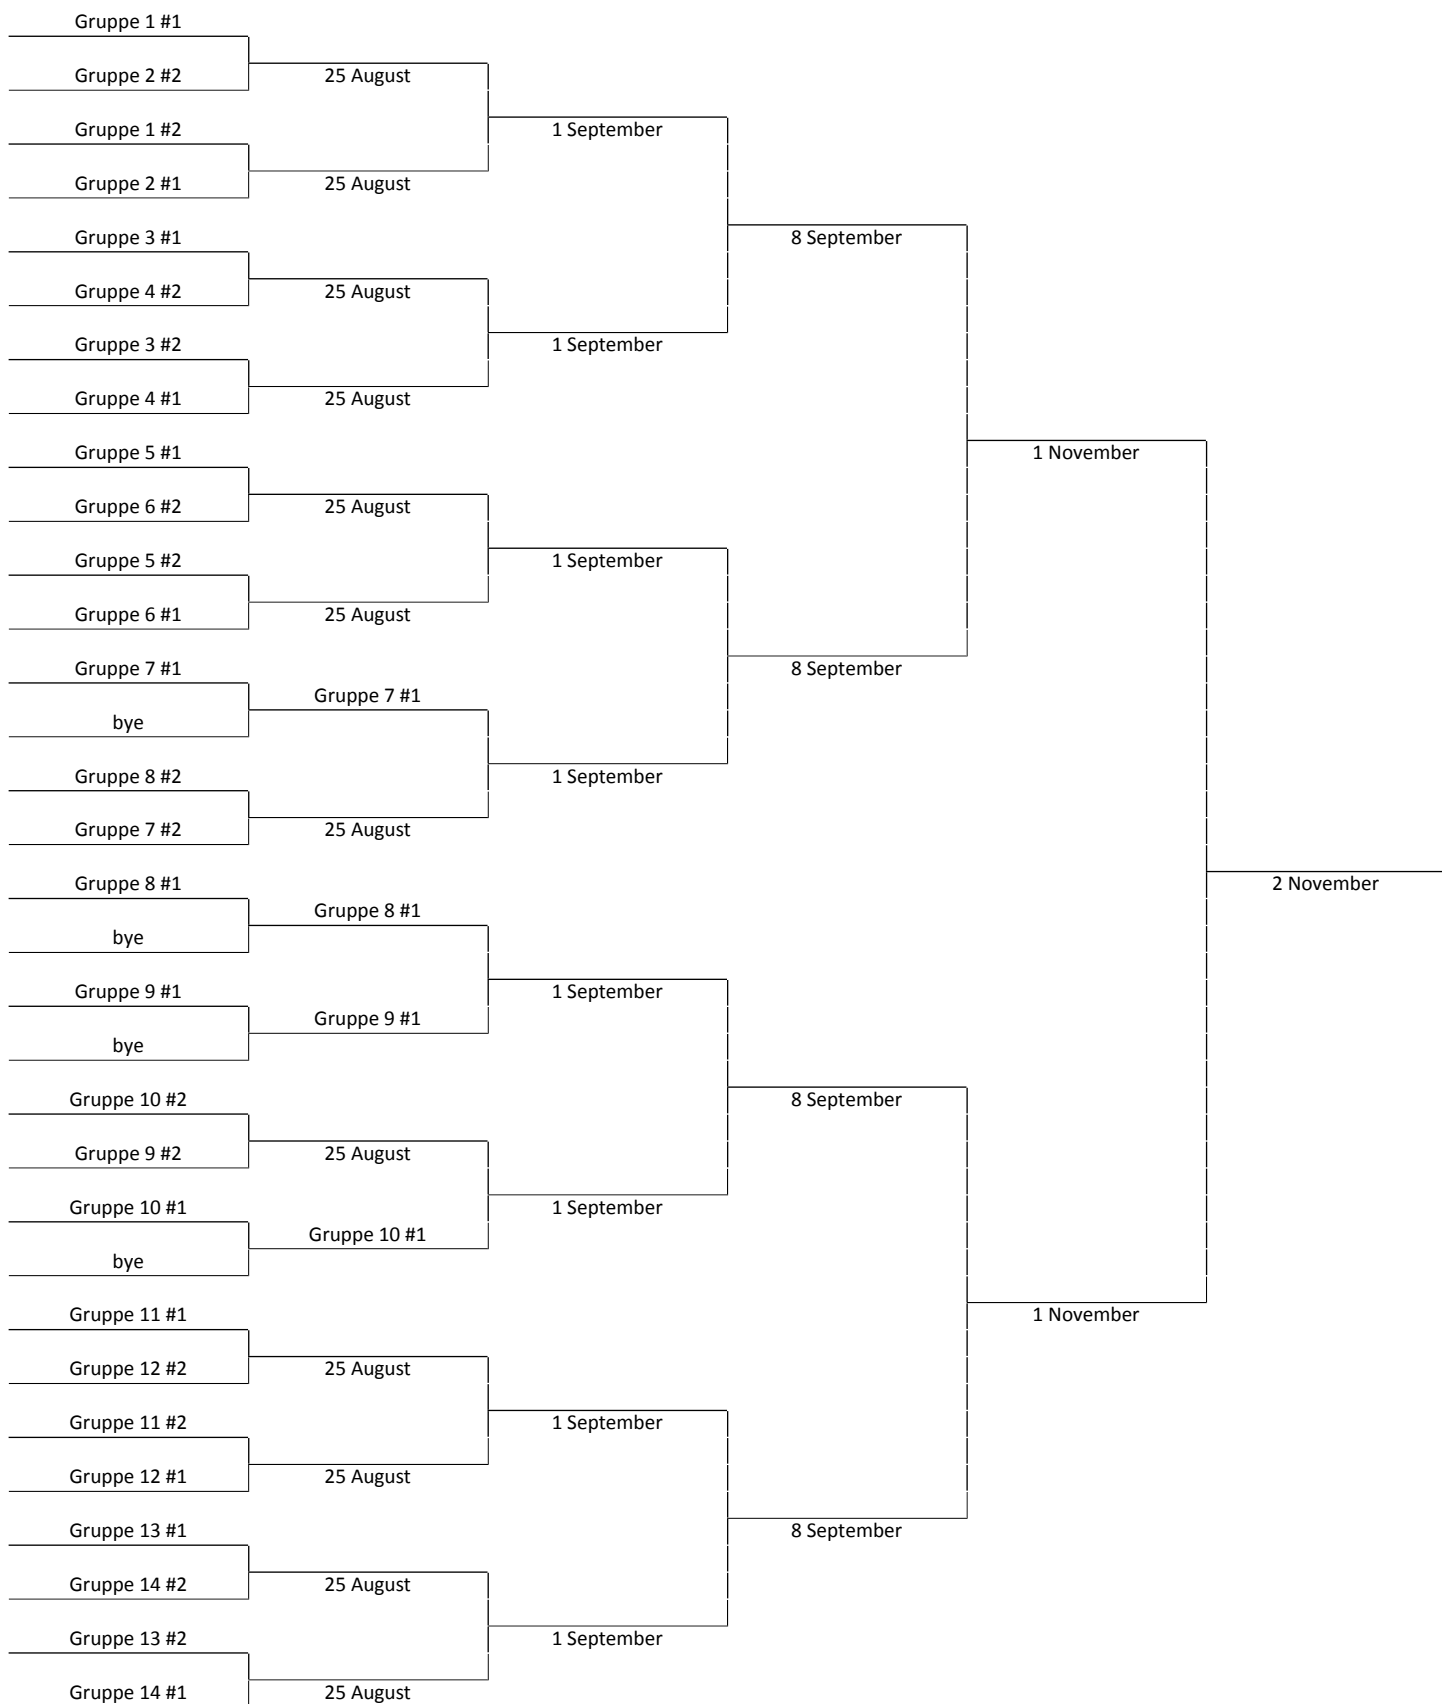 Gruppe 1 #1
Gruppe 2 #2
25 August
Gruppe 1 #2
1 September
Gruppe 2 #1
25 August
Gruppe 3 #1
8 September
Gruppe 4 #2
25 August
Gruppe 3 #2
1 September
Gruppe 4 #1
25 August
Gruppe 5 #1
1 November
Gruppe 6 #2
25 August
Gruppe 5 #2
1 September
Gruppe 6 #1
25 August
Gruppe 7 #1
8 September
Gruppe 7 #1
bye
Gruppe 8 #2
1 September
Gruppe 7 #2
25 August
Gruppe 8 #1
2 November
Gruppe 8 #1
bye
Gruppe 9 #1
1 September
Gruppe 9 #1
bye
Gruppe 10 #2
8 September
Gruppe 9 #2
25 August
Gruppe 10 #1
1 September
Gruppe 10 #1
bye
Gruppe 11 #1
1 November
Gruppe 12 #2
25 August
Gruppe 11 #2
1 September
Gruppe 12 #1
25 August
Gruppe 13 #1
8 September
Gruppe 14 #2
25 August
Gruppe 13 #2
1 September
Gruppe 14 #1
25 August